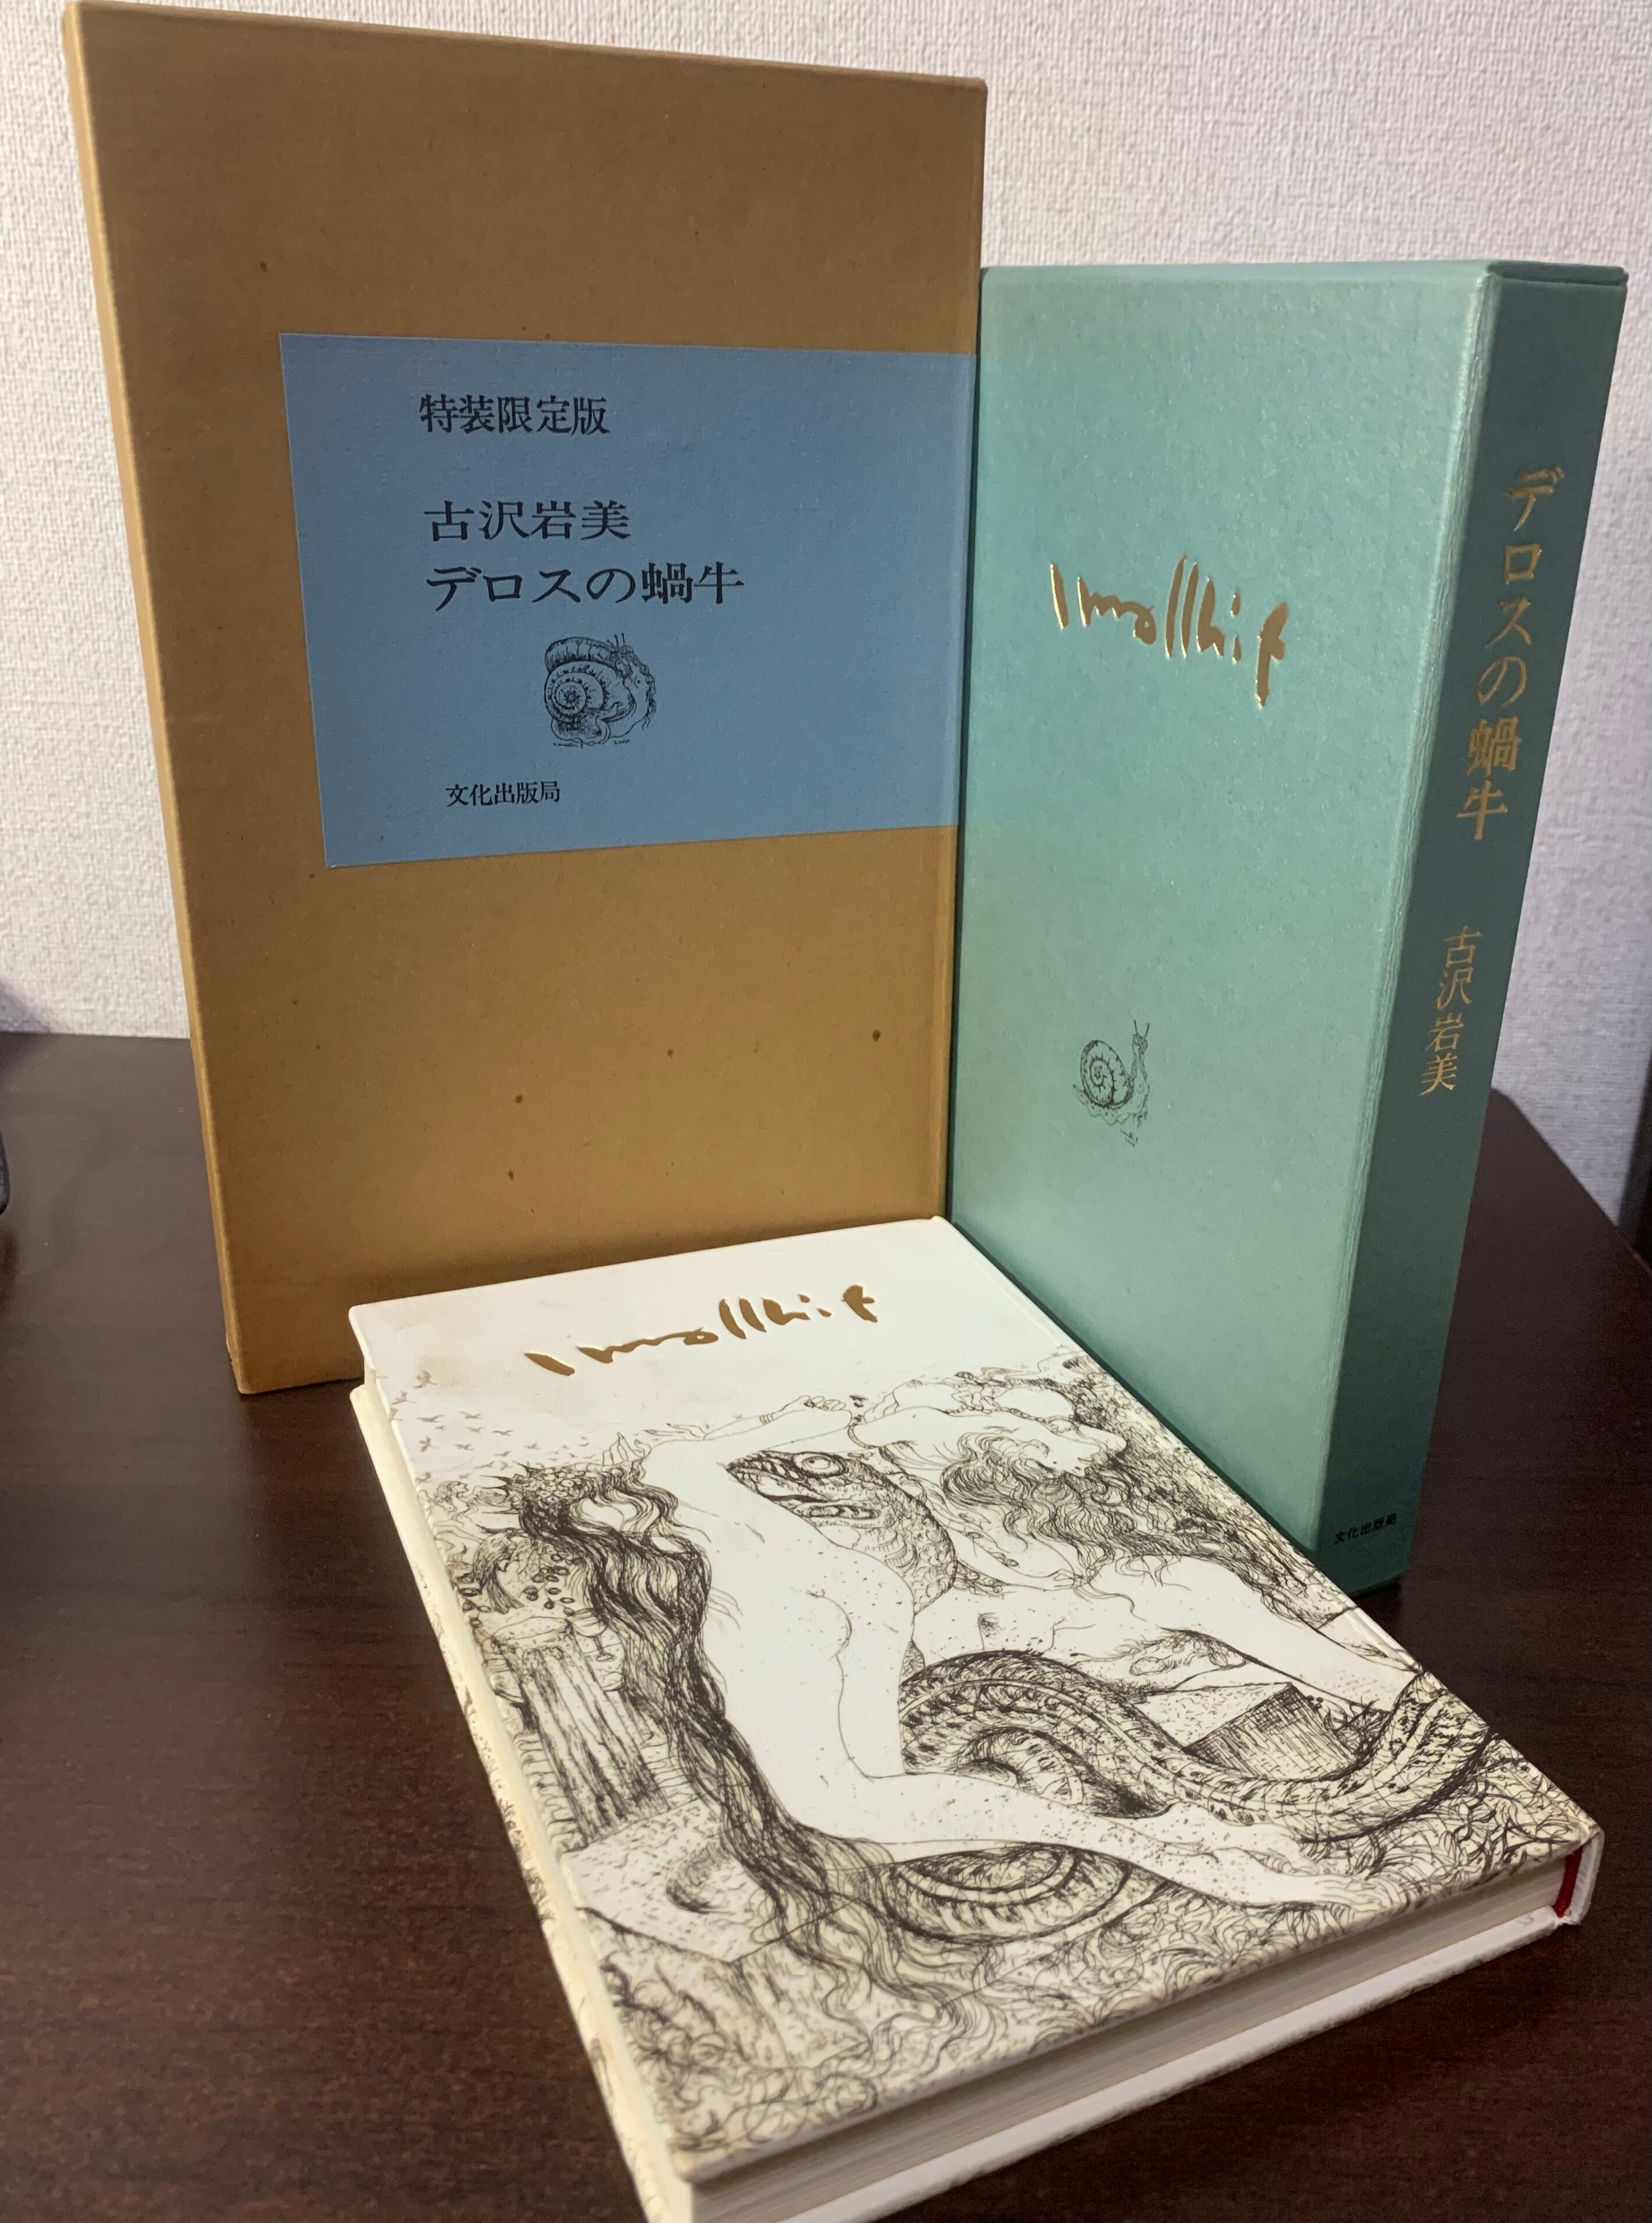 特装限定版
古沢岩美
デロスの蝸牛
文化出版局
デロスの蝸牛
古沢岩美
文化出版局